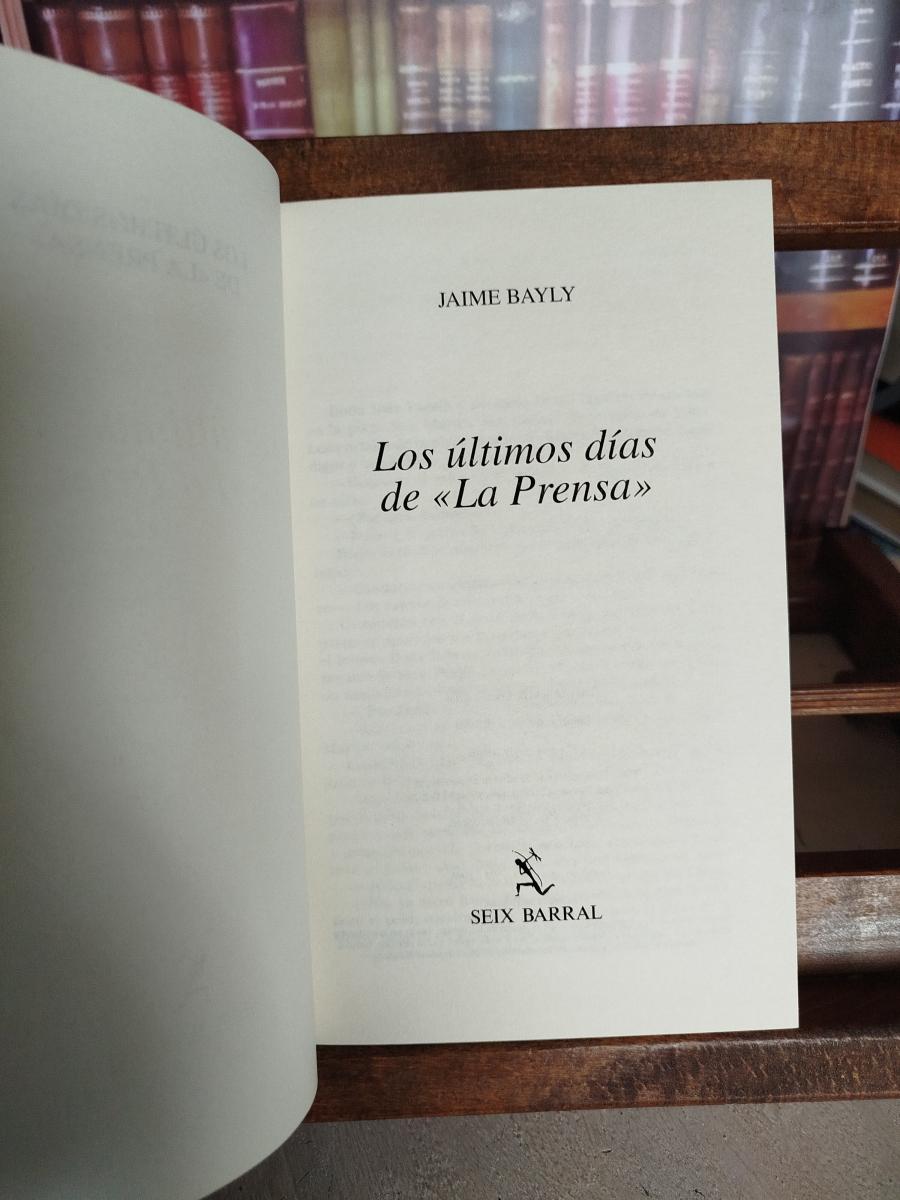 JAIME BAYLY
Los últimos días
de «La Prensa»
SEIX BARRAL